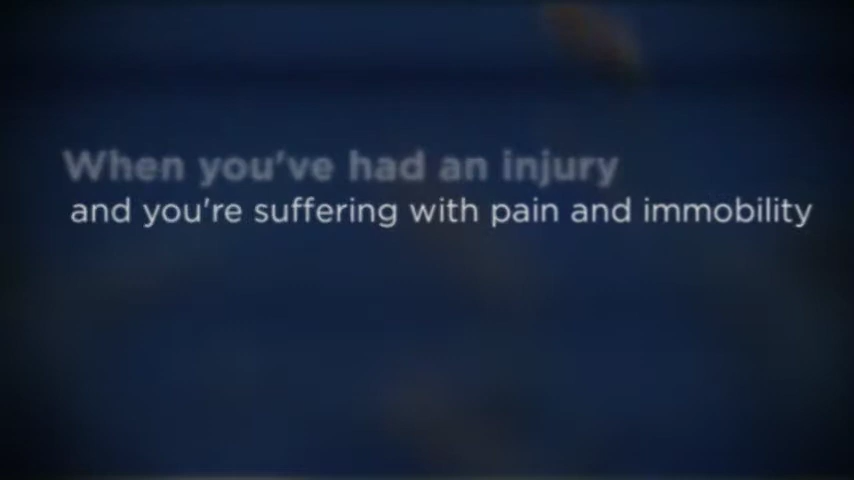 When you've had an injury
and you're suffering with pain and immobility